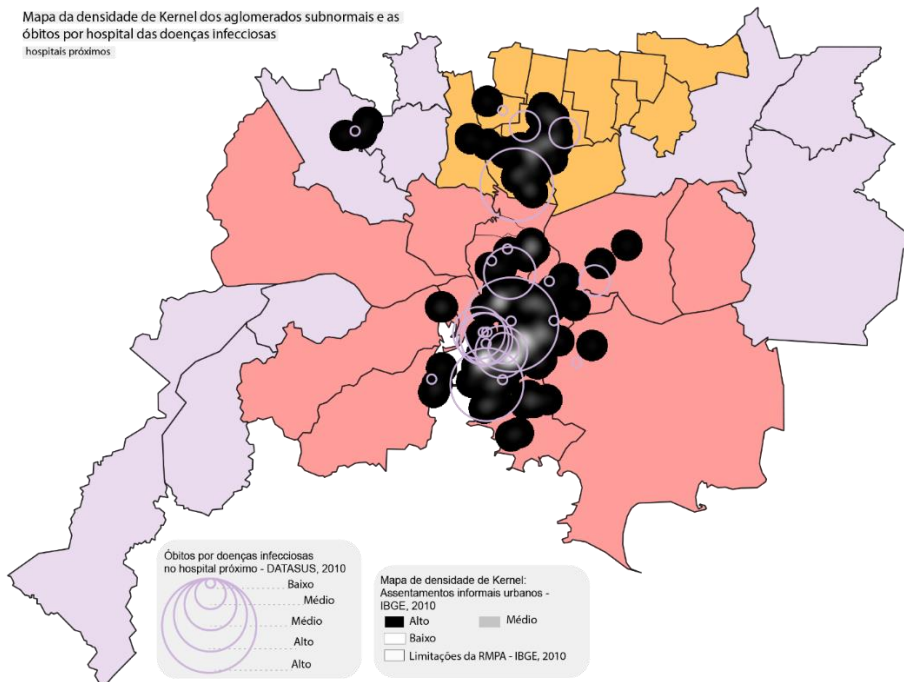 Mapa da densidade de Kernel dos aglomerados subnormais e as
óbitos por hospital das doenças infecciosas
hospitais próximos
Óbitos por doenças infecciosas
no hospital próximo - DATASUS, 2010
Baixo
Médio
Médio
Alto
Alto
Mapa de densidade de Kernel:
Assentamentos informais urbanos -
IBGE, 2010
Alto Médio
Baixo
Limitações da RMPA - IBGE, 2010